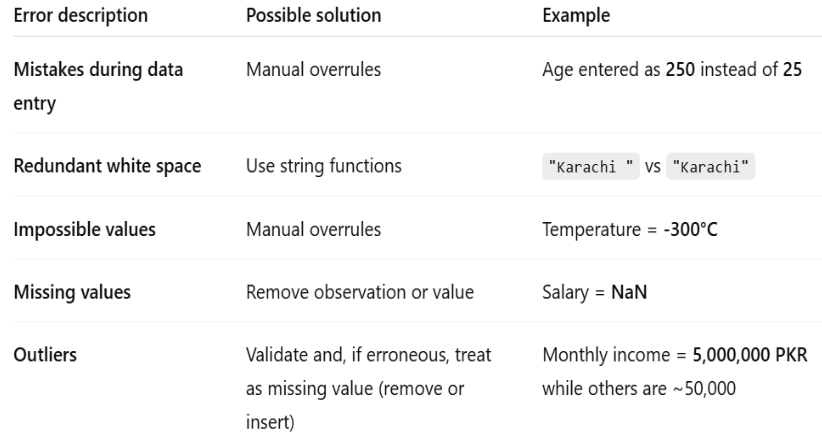 Error description Possible solution Example
Mistakes during data Manual overrules Age entered as 250 instead of 25
entry
Redundant white space Use string functions "Karachi " vs "Karachi"
Impossible values Manual overrules Temperature = -300°C
Missing values Remove observation or value Salary = NaN
Outliers Validate and, if erroneous, treat Monthly income = 5,000,000 PKR
as missing value (remove or while others are ~50,000
insert)